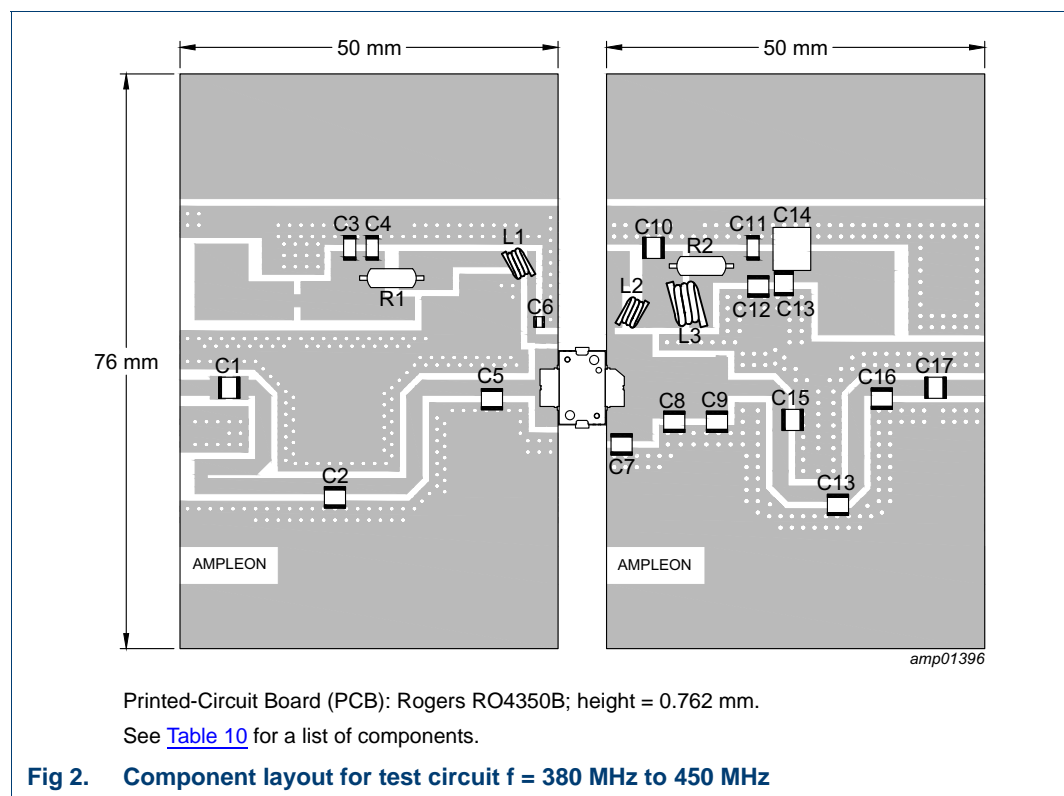 50 mm
50 mm
76 mm
C3 C4
L1
R1
C6
C1
C5
C2
AMPLEON
C10
C11
C14
R2
L2
L3
C12
C13
C8
C9
C7
C15
C16
C17
C13
AMPLEON
amp01396
Printed-Circuit Board (PCB): Rogers RO4350B; height = 0.762 mm.
See Table 10 for a list of components.
Fig 2. Component layout for test circuit f = 380 MHz to 450 MHz